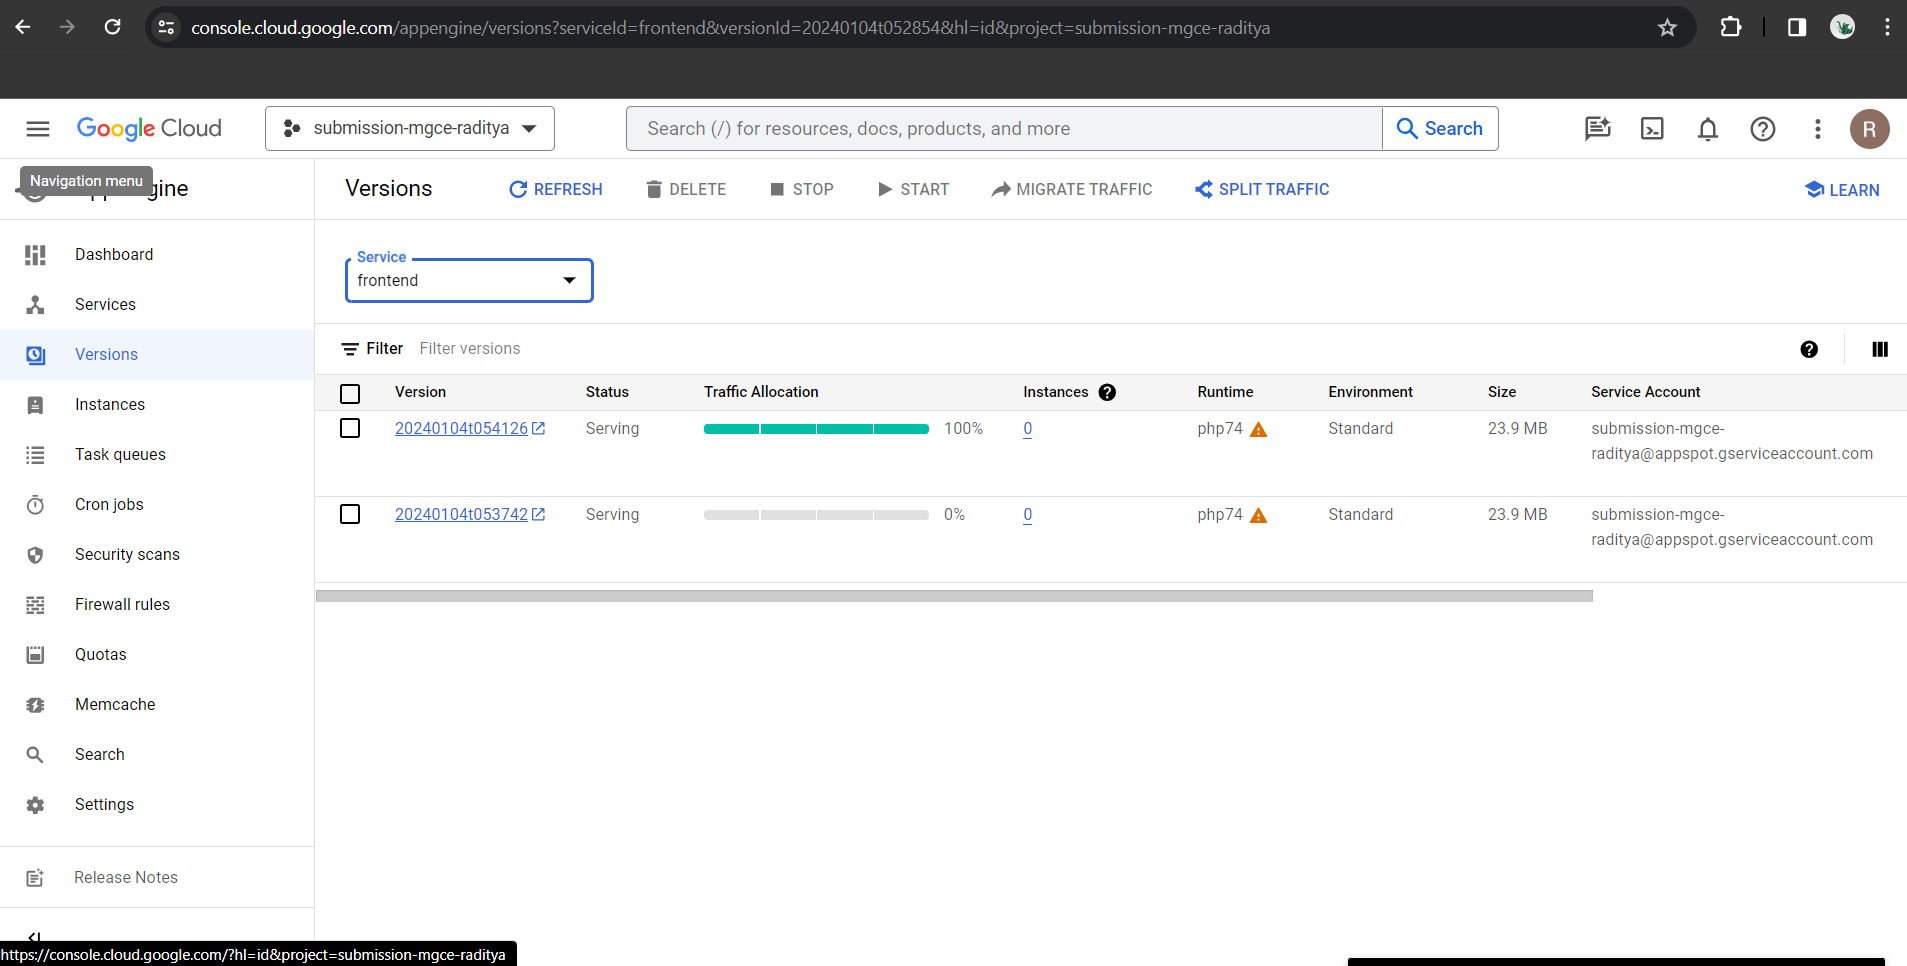 console.cloud.google.com/appengine/versions?serviceId=frontend&versionId=20240104t052854&hl=id&project=submission-mgce-raditya
Google Cloud
submission-mgce-raditya
Search (/) for resources, docs, products, and more
Search
R
Navigation menu
Versions
REFRESH
DELETE
STOP
START
MIGRATE TRAFFIC
SPLIT TRAFFIC
LEARN
Dashboard
Services
Versions
Instances
Task queues
Cron jobs
Security scans
Firewall rules
Quotas
Memcache
Search
Settings
Release Notes
Service
frontend
Filter Filter versions
Version Status Traffic Allocation Instances Runtime Environment Size Service Account
20240104t054126 Serving 100% 0 php74 Standard 23.9 MB submission-mgce-
raditya@appspot.gserviceaccount.com
20240104t053742 Serving 0% 0 php74 Standard 23.9 MB submission-mgce-
raditya@appspot.gserviceaccount.com
https://console.cloud.google.com/?hl=id&project=submission-mgce-raditya